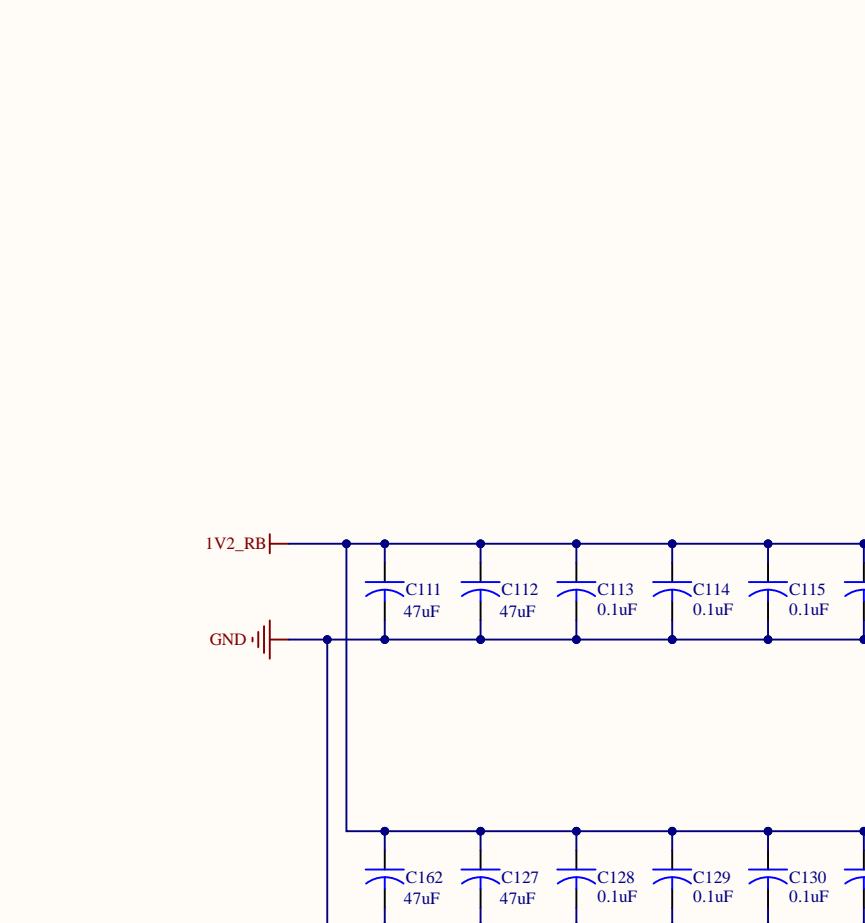 1V2_RB
C111 C112 C113 C114 C115
47uF 47uF 0.1uF 0.1uF 0.1uF
GND
C162 C127 C128 C129 C130
47uF 47uF 0.1uF 0.1uF 0.1uF